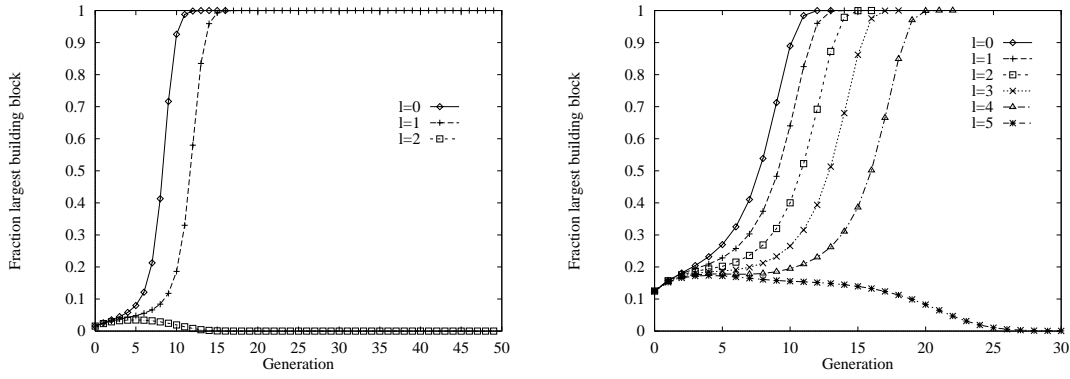 Fraction largest building block
1
0.9
0.8
0.7
0.6
0.5
0.4
0.3
0.2
0.1
0
0 5 10 15 20 25 30 35 40 45 50
Generation
l=0
l=1
l=2
Fraction largest building block
1
0.9
0.8
0.7
0.6
0.5
0.4
0.3
0.2
0.1
0
0 5 10 15 20 25 30
Generation
l=0
l=1
l=2
l=3
l=4
l=5